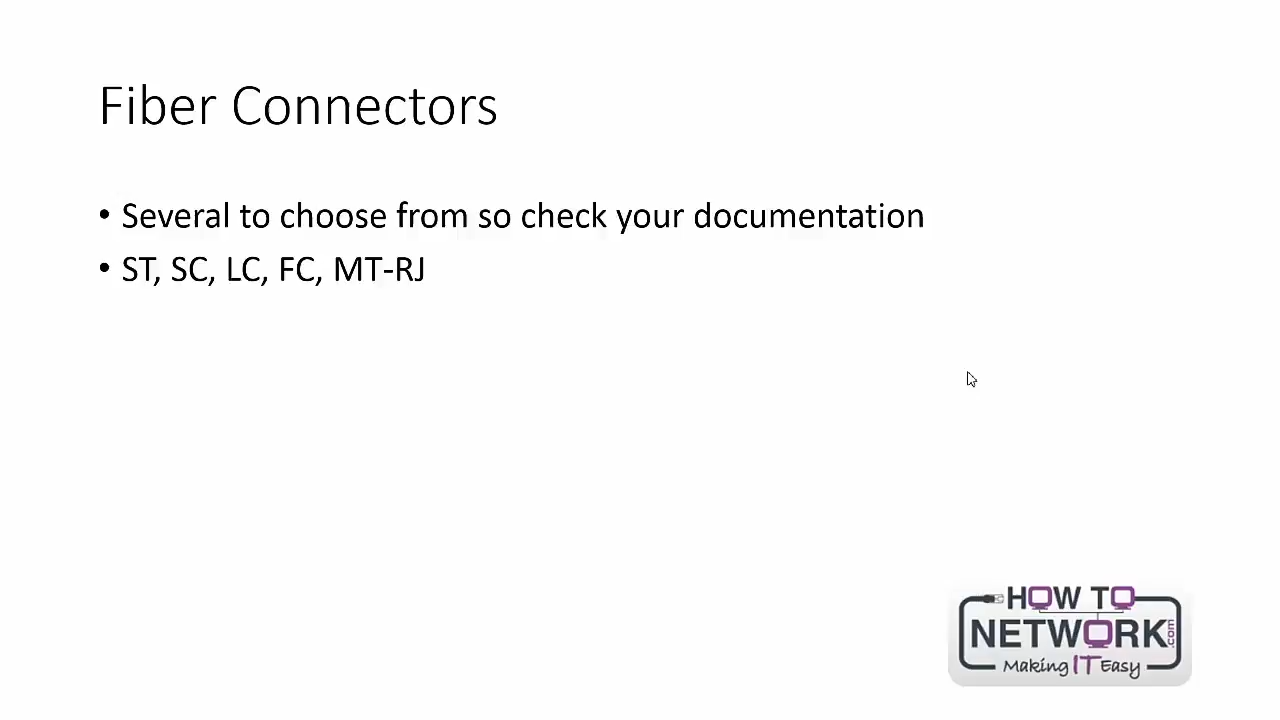 Fiber Connectors
• Several to choose from so check your documentation
• ST, SC, LC, FC, MT-RJ
HOW TO
NETWORK.com
Making IT Easy